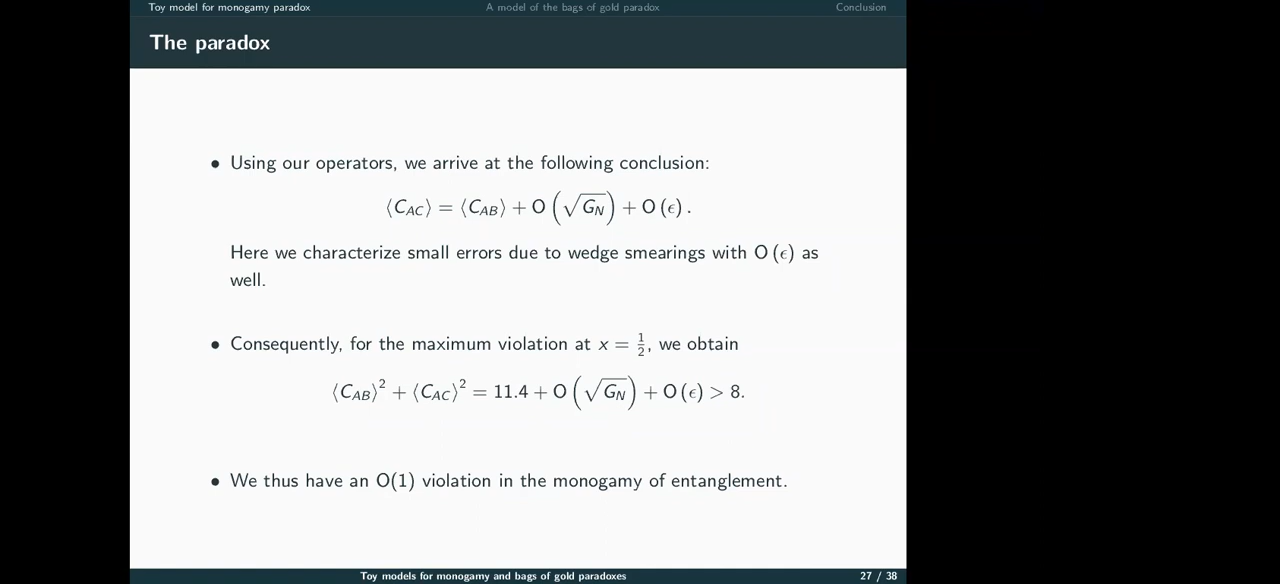 Toy model for monogamy paradox A model of the bags of gold paradox Conclusion
The paradox
• Using our operators, we arrive at the following conclusion:
⟨C_AC⟩ = ⟨C_AB⟩ + O(√G_N) + O(ϵ).
Here we characterize small errors due to wedge smearings with O(ϵ) as
well.
• Consequently, for the maximum violation at x = 1/2, we obtain
⟨C_AB⟩² + ⟨C_AC⟩² = 11.4 + O(√G_N) + O(ϵ) > 8.
• We thus have an O(1) violation in the monogamy of entanglement.
Toy models for monogamy and bags of gold paradoxes 27 / 38